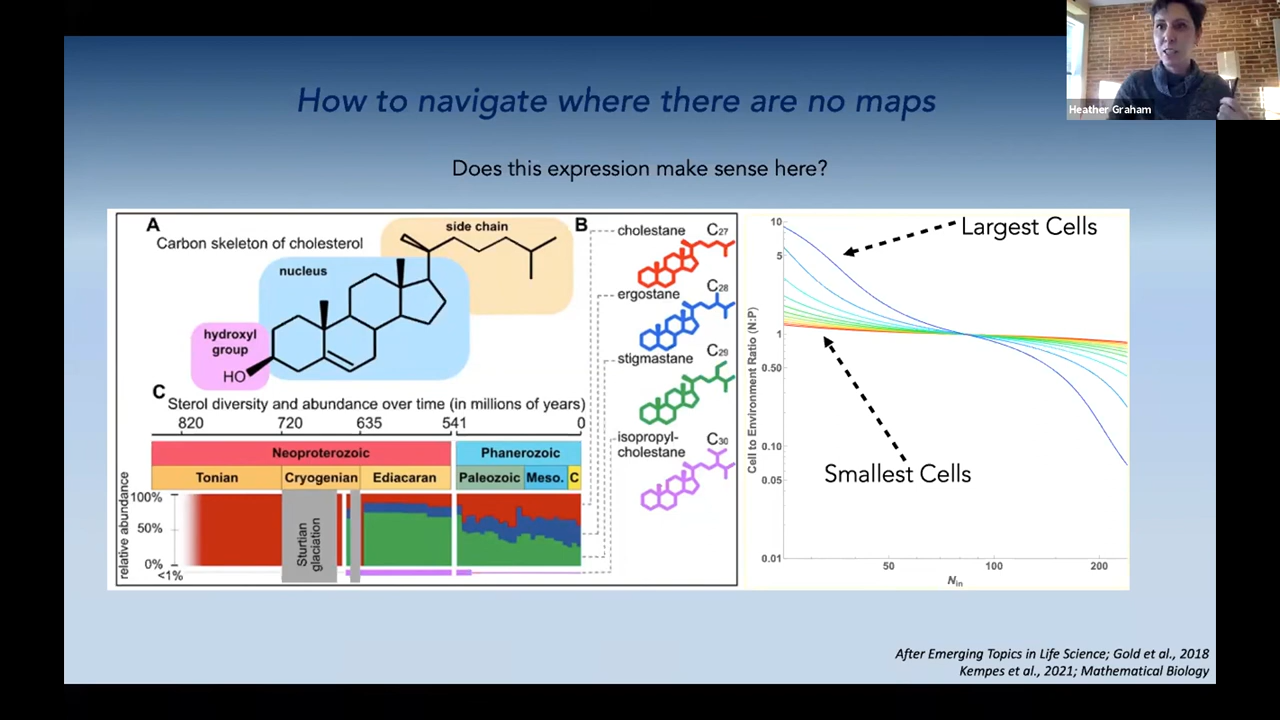 Heather Graham
How to navigate where there are no maps
Does this expression make sense here?
A
Carbon skeleton of cholesterol
side chain
nucleus
hydroxyl
group
HO
B
cholestane C27
ergostane C28
stigmastane C29
isopropyl-
cholestane C30
C
Sterol diversity and abundance over time (in millions of years)
820 720 635 541 0
Neoproterozoic Phanerozoic
Tonian Cryogenian Ediacaran Paleozoic Meso. C
relative abundance
100%
50%
0%
<1%
Sturtian
glaciation
Largest Cells
Smallest Cells
Cell to Environment Ratio (N:P)
10
5
1
0.50
0.10
0.05
0.01
50 100 200
Nin
After Emerging Topics in Life Science; Gold et al., 2018
Kempes et al., 2021; Mathematical Biology